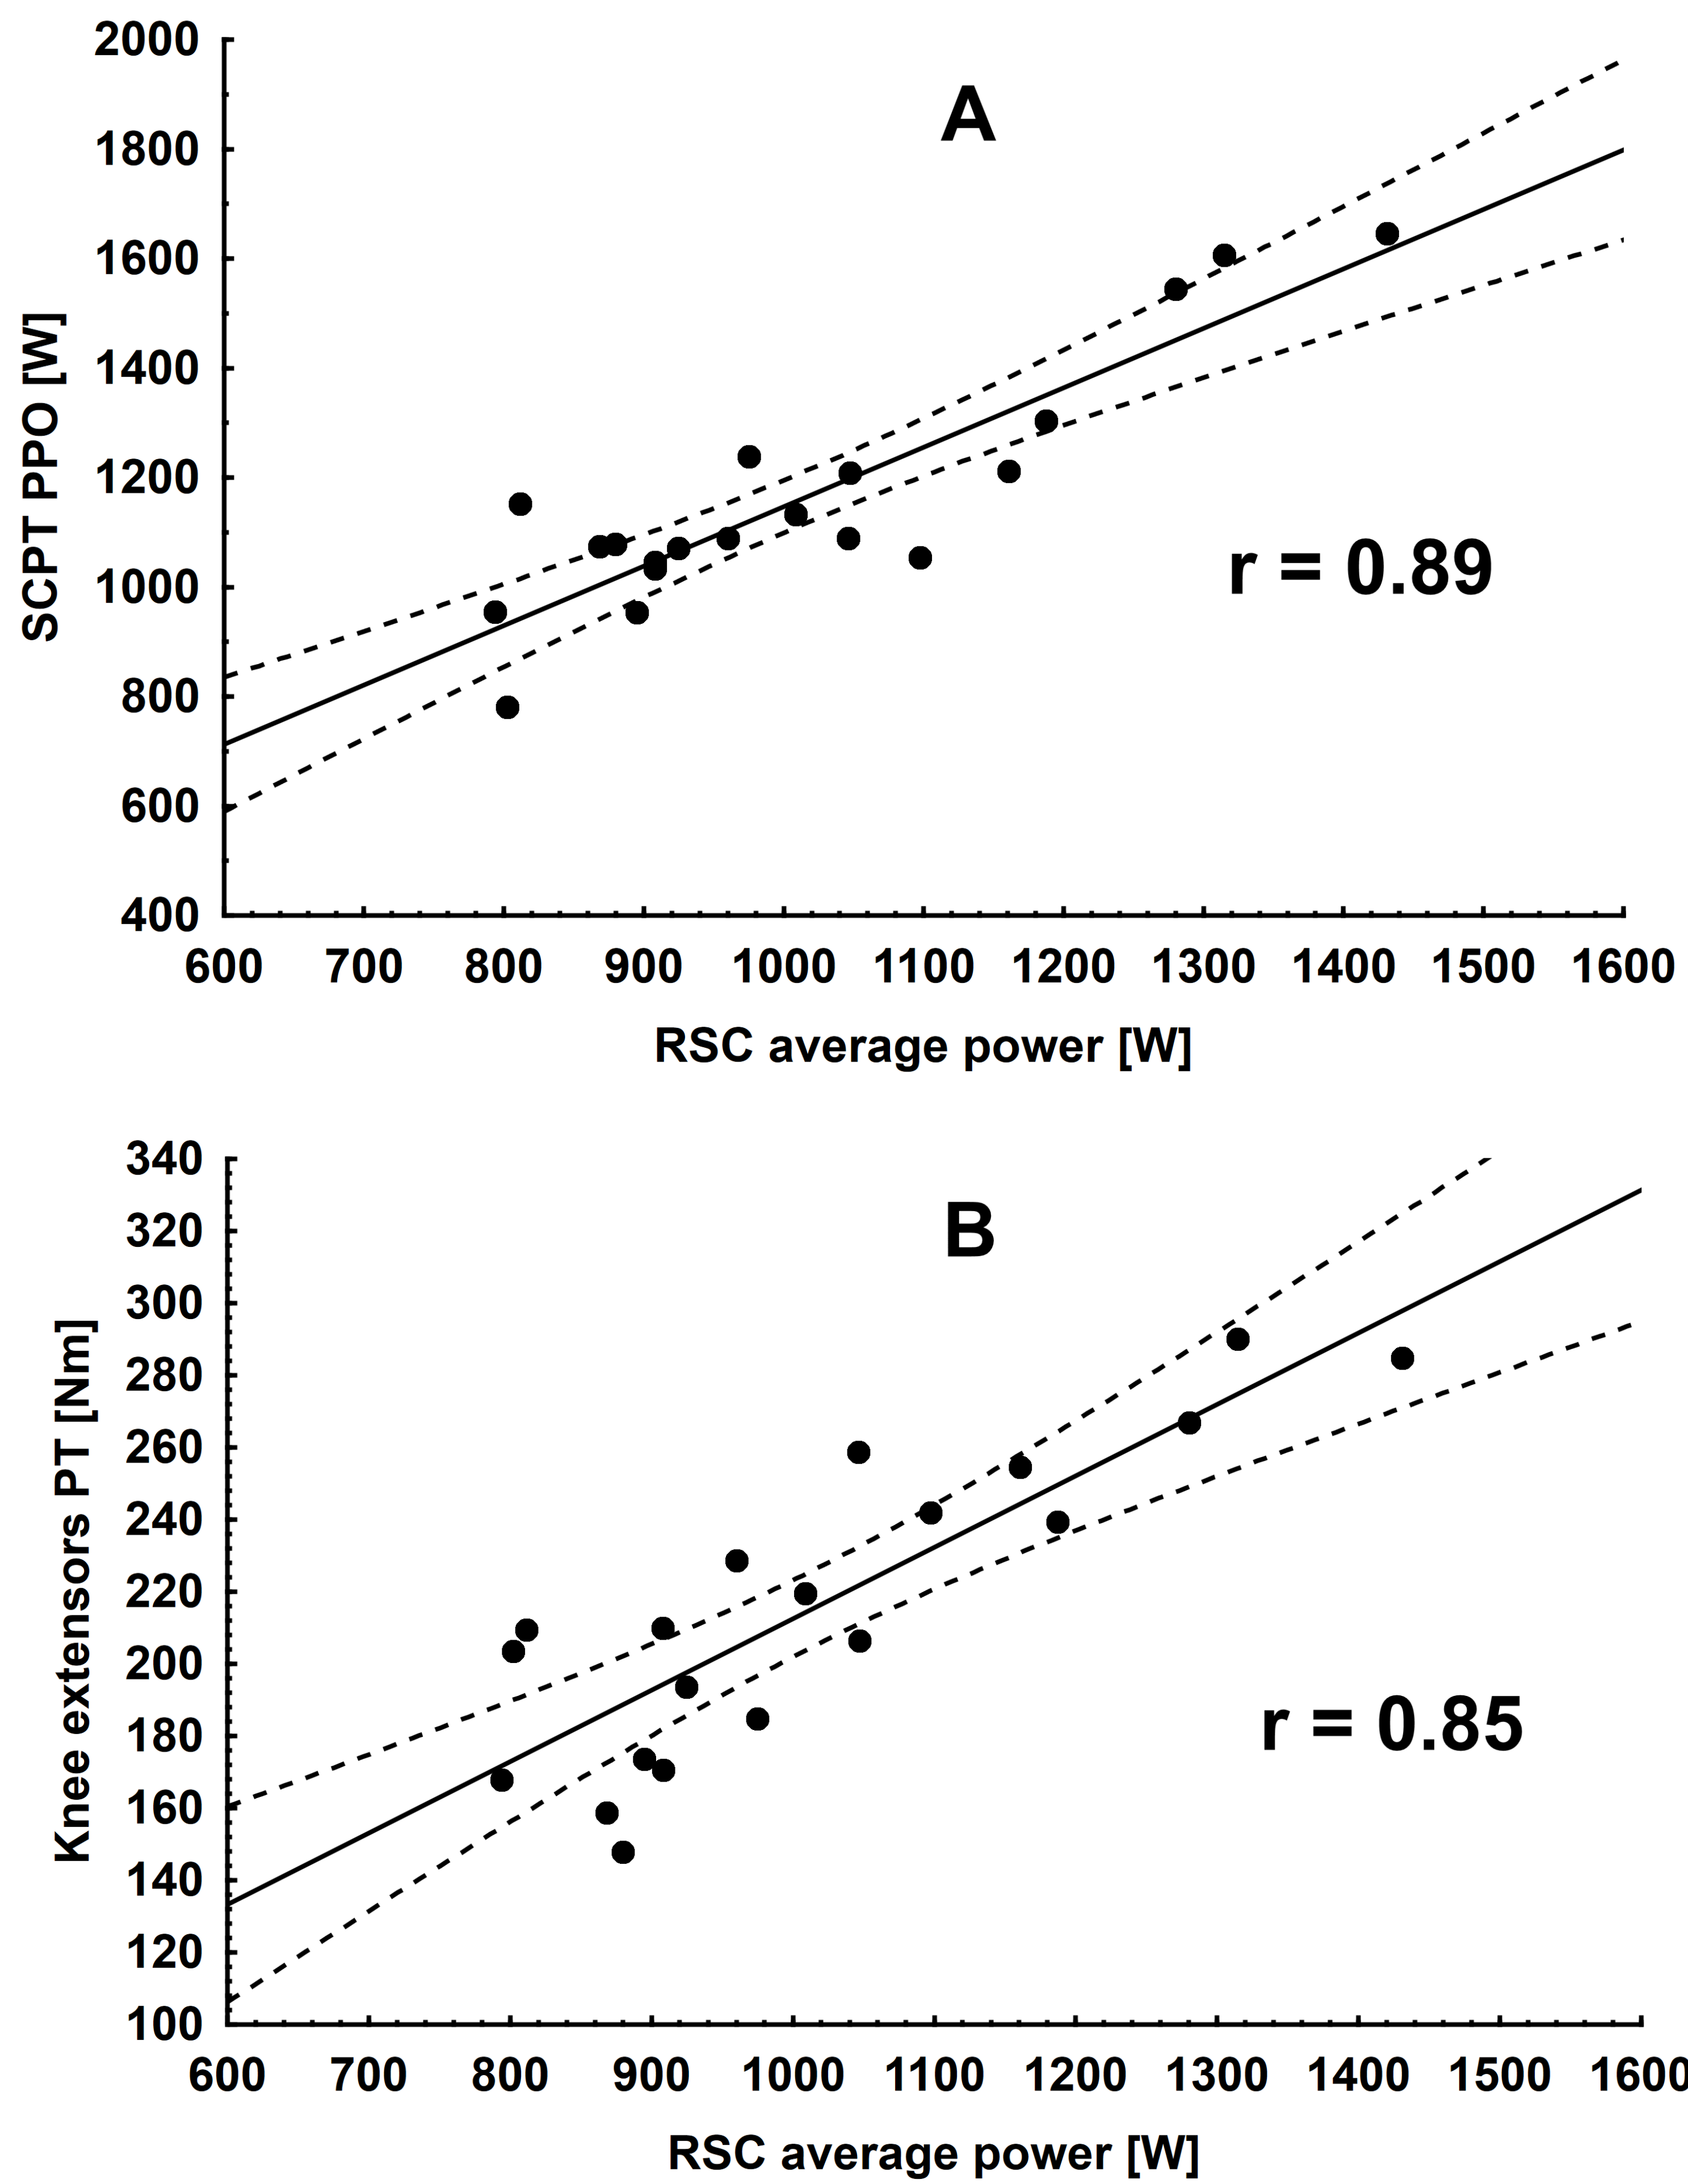 2000
A
1800
1600
1400
1200
1000
800
600
400
SCPT PPO [W]
r = 0.89
600 700 800 900 1000 1100 1200 1300 1400 1500 1600
RSC average power [W]
340
B
320
300
280
260
240
220
200
180
160
140
120
100
Knee extensors PT [Nm]
r = 0.85
600 700 800 900 1000 1100 1200 1300 1400 1500 1600
RSC average power [W]